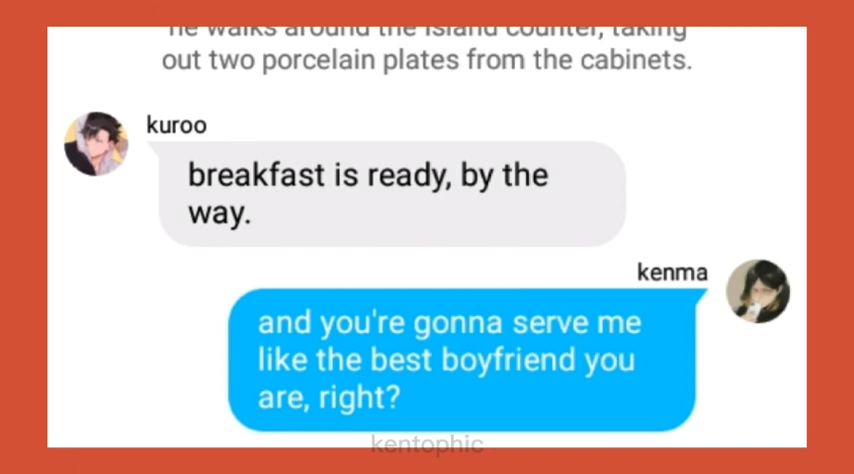 he walks around the island counter, taking
out two porcelain plates from the cabinets.
kuroo
breakfast is ready, by the
way.
kenma
and you're gonna serve me
like the best boyfriend you
are, right?
kentophic